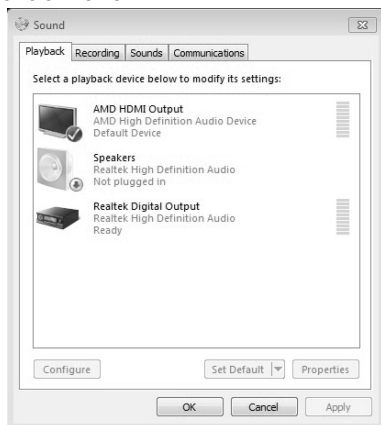 Sound
Playback Recording Sounds Communications
Select a playback device below to modify its settings:
AMD HDMI Output
AMD High Definition Audio Device
Default Device
Speakers
Realtek High Definition Audio
Not plugged in
Realtek Digital Output
Realtek High Definition Audio
Ready
Configure Set Default Properties
OK Cancel Apply